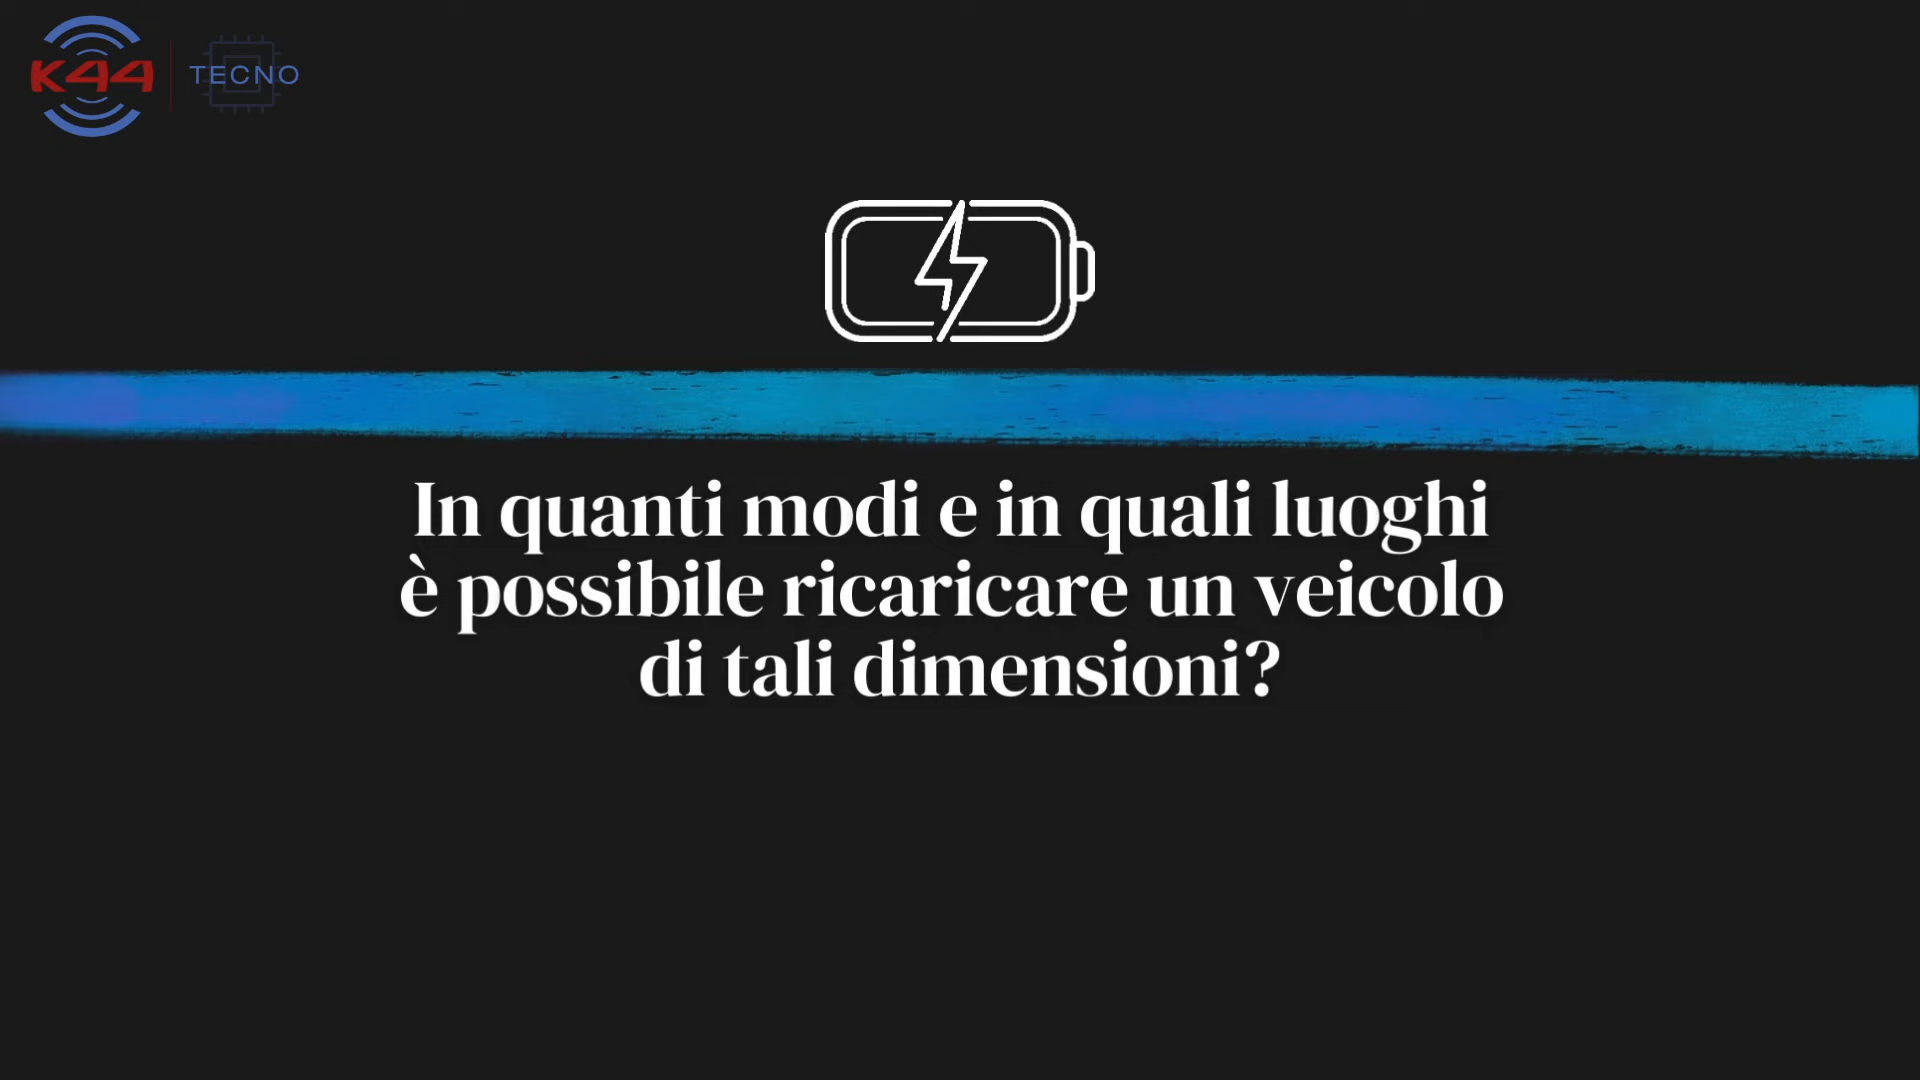 K44
TECNO
In quanti modi e in quali luoghi
è possibile ricaricare un veicolo
di tali dimensioni?